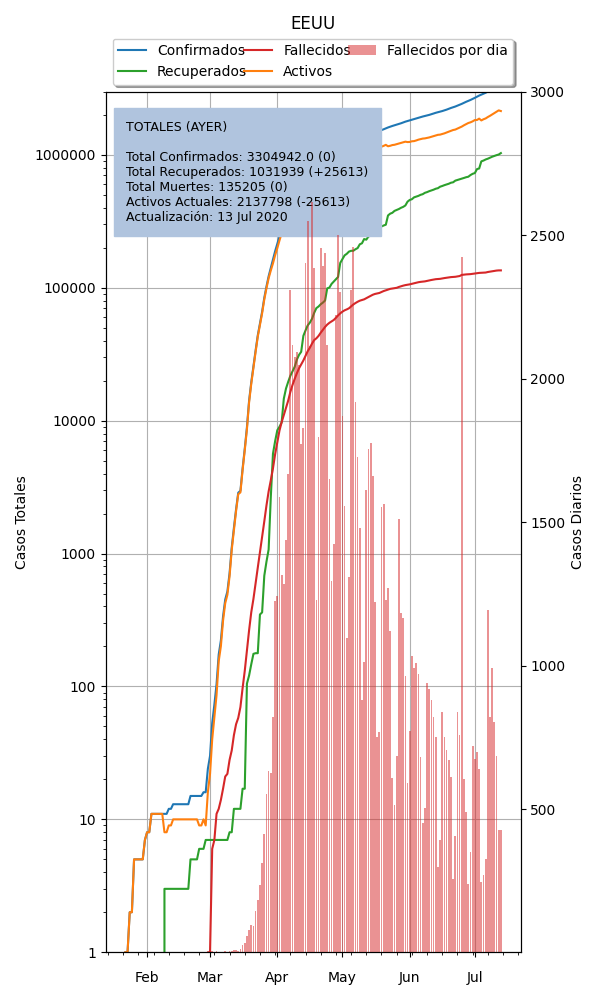 EEUU
Confirmados Fallecidos Fallecidos por dia
Recuperados Activos
TOTALES (AYER)
Total Confirmados: 3304942.0 (0)
Total Recuperados: 1031939 (+25613)
Total Muertes: 135205 (0)
Activos Actuales: 2137798 (-25613)
Actualización: 13 Jul 2020
1000000
100000
10000
1000
100
10
1
Casos Totales
3000
2500
2000
1500
1000
500
Casos Diarios
Feb Mar Apr May Jun Jul